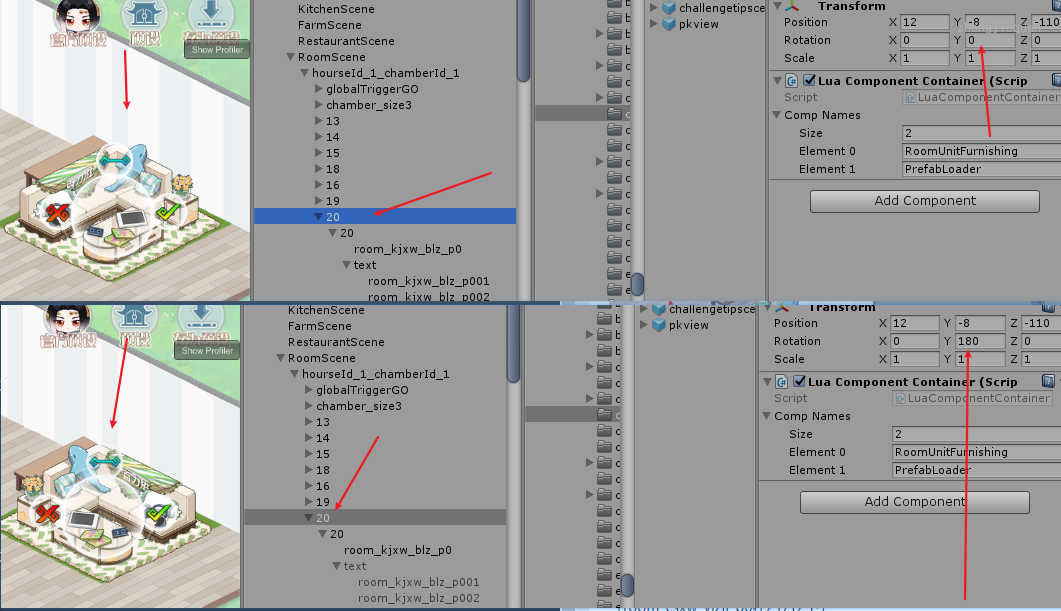 官方预设
预设
Show Profiler
KitchenScene
FarmScene
RestaurantScene
RoomScene
hourseId_1_chamberId_1
globalTriggerGO
chamber_size3
13
14
15
18
16
19
20
20
room_kjxw_blz_p0
text
room_kjxw_blz_p001
room_kjxw_blz_p002
challengetipsce
pkview
Transform
Position X 12 Y -8 Z -110
Rotation X 0 Y 0 Z 0
Scale X 1 Y 1 Z 1
Lua Component Container (Scrip
Script LuaComponentContainer
Comp Names
Size 2
Element 0 RoomUnitFurnishing
Element 1 PrefabLoader
Add Component
官方预设
预设
Show Profiler
KitchenScene
FarmScene
RestaurantScene
RoomScene
hourseId_1_chamberId_1
globalTriggerGO
chamber_size3
13
14
15
18
16
19
20
20
room_kjxw_blz_p0
text
room_kjxw_blz_p001
room_kjxw_blz_p002
challengetipsce
pkview
Transform
Position X 12 Y -8 Z -110
Rotation X 0 Y 180 Z 0
Scale X 1 Y 1 Z 1
Lua Component Container (Scrip
Script LuaComponentContainer
Comp Names
Size 2
Element 0 RoomUnitFurnishing
Element 1 PrefabLoader
Add Component